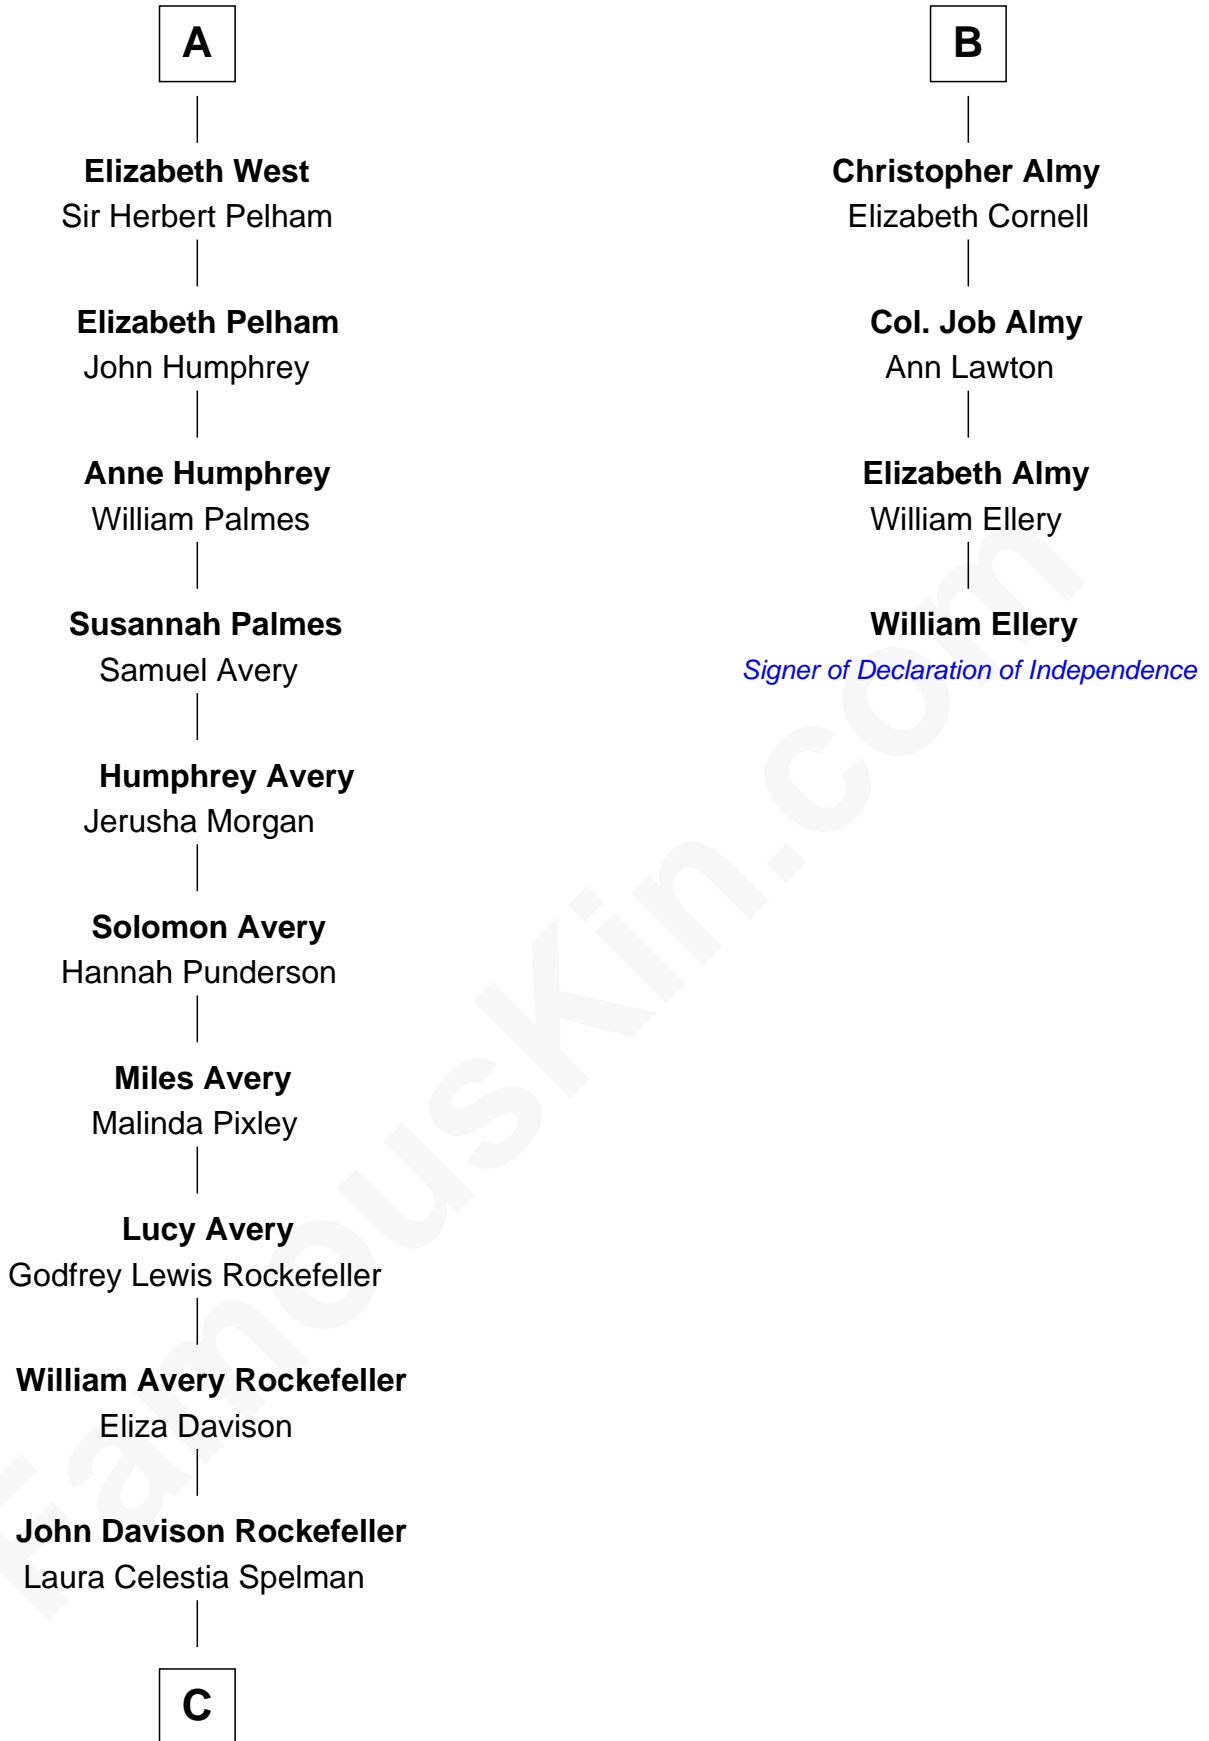 A
Elizabeth West
Sir Herbert Pelham
Elizabeth Pelham
John Humphrey
Anne Humphrey
William Palmes
Susannah Palmes
Samuel Avery
Humphrey Avery
Jerusha Morgan
Solomon Avery
Hannah Punderson
Miles Avery
Malinda Pixley
Lucy Avery
Godfrey Lewis Rockefeller
William Avery Rockefeller
Eliza Davison
John Davison Rockefeller
Laura Celestia Spelman
C
B
Christopher Almy
Elizabeth Cornell
Col. Job Almy
Ann Lawton
Elizabeth Almy
William Ellery
William Ellery
Signer of Declaration of Independence
FamousKin.com